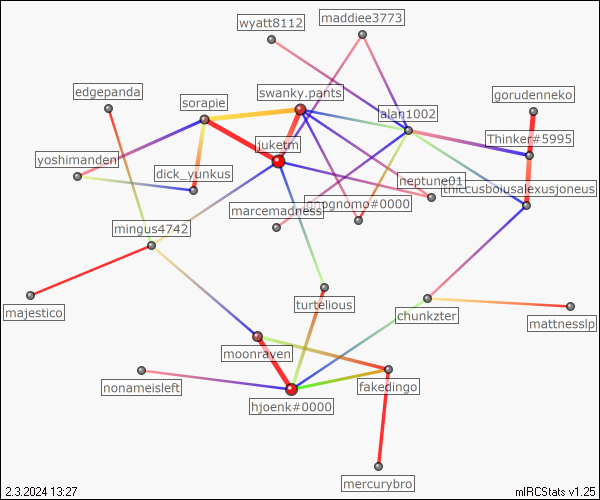 maddiee3773
wyatt8112
edgepanda
swanky.pants
gorudenneko
sorapie
alan1002
Thinker#5995
juketm
yoshimanden
dick_yunkus
neptune01
thiccusboiusalexusjoneus
marcemadness
gnomo#0000
mingus4742
majestico
turtelious
chunkzter
mattnesslp
moonraven
nonameisleft
fakedingo
hjoenk#0000
mercurybro
2.3.2024 13:27
mIRCStats v1.25